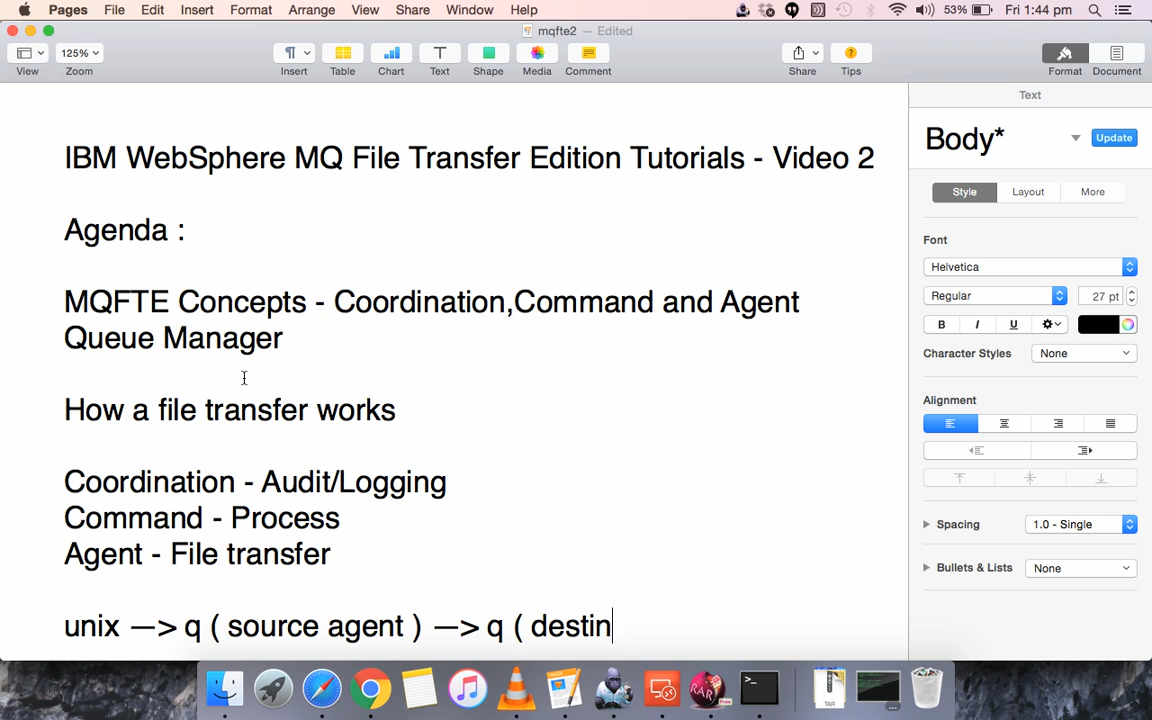 Pages File Edit Insert Format Arrange View Share Window Help 53% Fri 1:44 pm
mqfte2 — Edited
125%
View Zoom Insert Table Chart Text Shape Media Comment Share Tips Format Document
Text
Body*
Update
Style Layout More
Font
Helvetica
Regular 27 pt
B I U
Character Styles None
Alignment
Spacing 1.0 - Single
Bullets & Lists None
IBM WebSphere MQ File Transfer Edition Tutorials - Video 2
Agenda :
MQFTE Concepts - Coordination,Command and Agent
Queue Manager
How a file transfer works
Coordination - Audit/Logging
Command - Process
Agent - File transfer
unix —> q ( source agent ) —> q ( destin
RAR
TAR